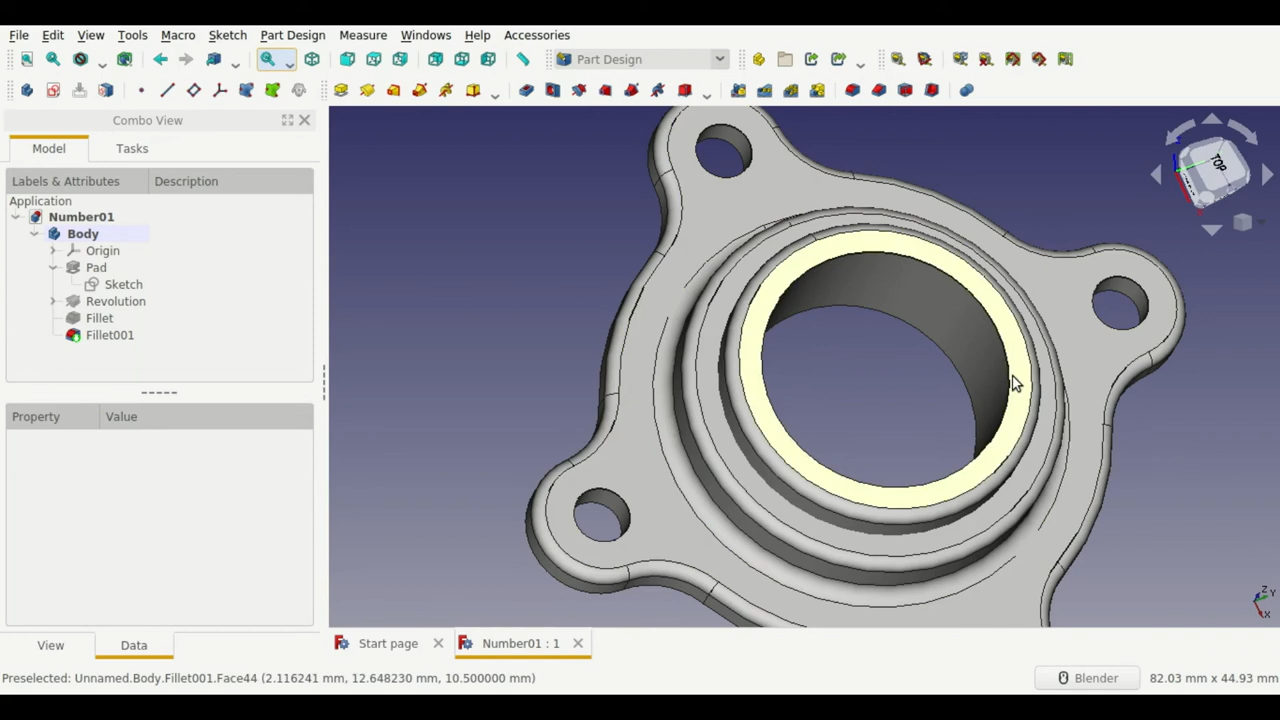 File Edit View Tools Macro Sketch Part Design Measure Windows Help Accessories
Part Design
Combo View
Model Tasks
Labels & Attributes Description
Application
Number01
Body
Origin
Pad
Sketch
Revolution
Fillet
Fillet001
Property Value
TOP
Z Y
X
View Data
Start page Number01 : 1
Preselected: Unnamed.Body.Fillet001.Face44 (2.116241 mm, 12.648230 mm, 10.500000 mm) Blender 82.03 mm x 44.93 mm